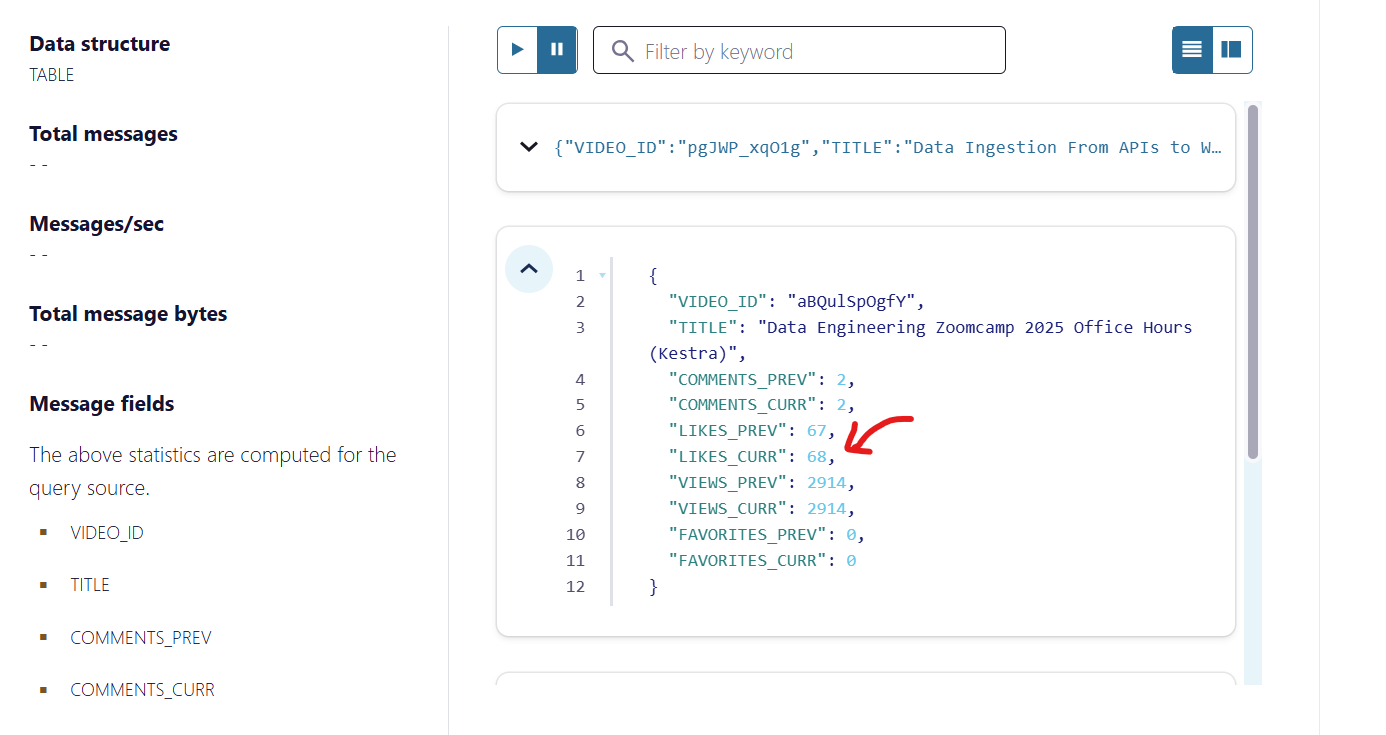 Data structure
TABLE
Total messages
- -
Messages/sec
- -
Total message bytes
- -
Message fields
The above statistics are computed for the
query source.
▪ VIDEO_ID
▪ TITLE
▪ COMMENTS_PREV
▪ COMMENTS_CURR
Filter by keyword
{"VIDEO_ID":"pgJWP_xqO1g","TITLE":"Data Ingestion From APIs to W…
1 {
2 "VIDEO_ID": "aBQulSpOgfY",
3 "TITLE": "Data Engineering Zoomcamp 2025 Office Hours
(Kestra)",
4 "COMMENTS_PREV": 2,
5 "COMMENTS_CURR": 2,
6 "LIKES_PREV": 67,
7 "LIKES_CURR": 68,
8 "VIEWS_PREV": 2914,
9 "VIEWS_CURR": 2914,
10 "FAVORITES_PREV": 0,
11 "FAVORITES_CURR": 0
12 }